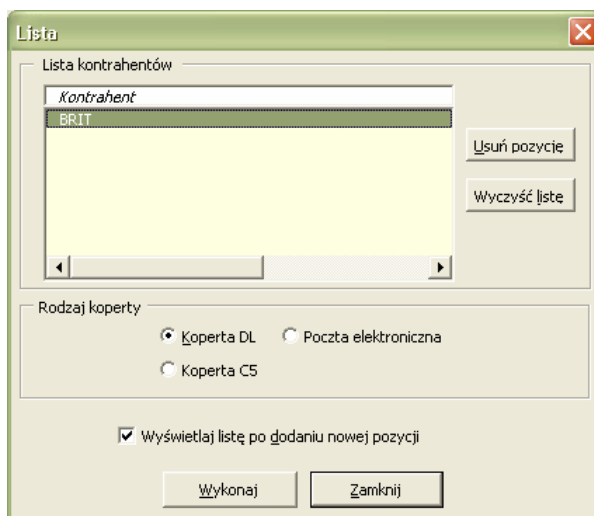 Lista
Lista kontrahentów
Kontrahent
BRIT
Usuń pozycję
Wyczyść listę
Rodzaj koperty
Koperta DL
Poczta elektroniczna
Koperta C5
Wyświetlaj listę po dodaniu nowej pozycji
Wykonaj
Zamknij